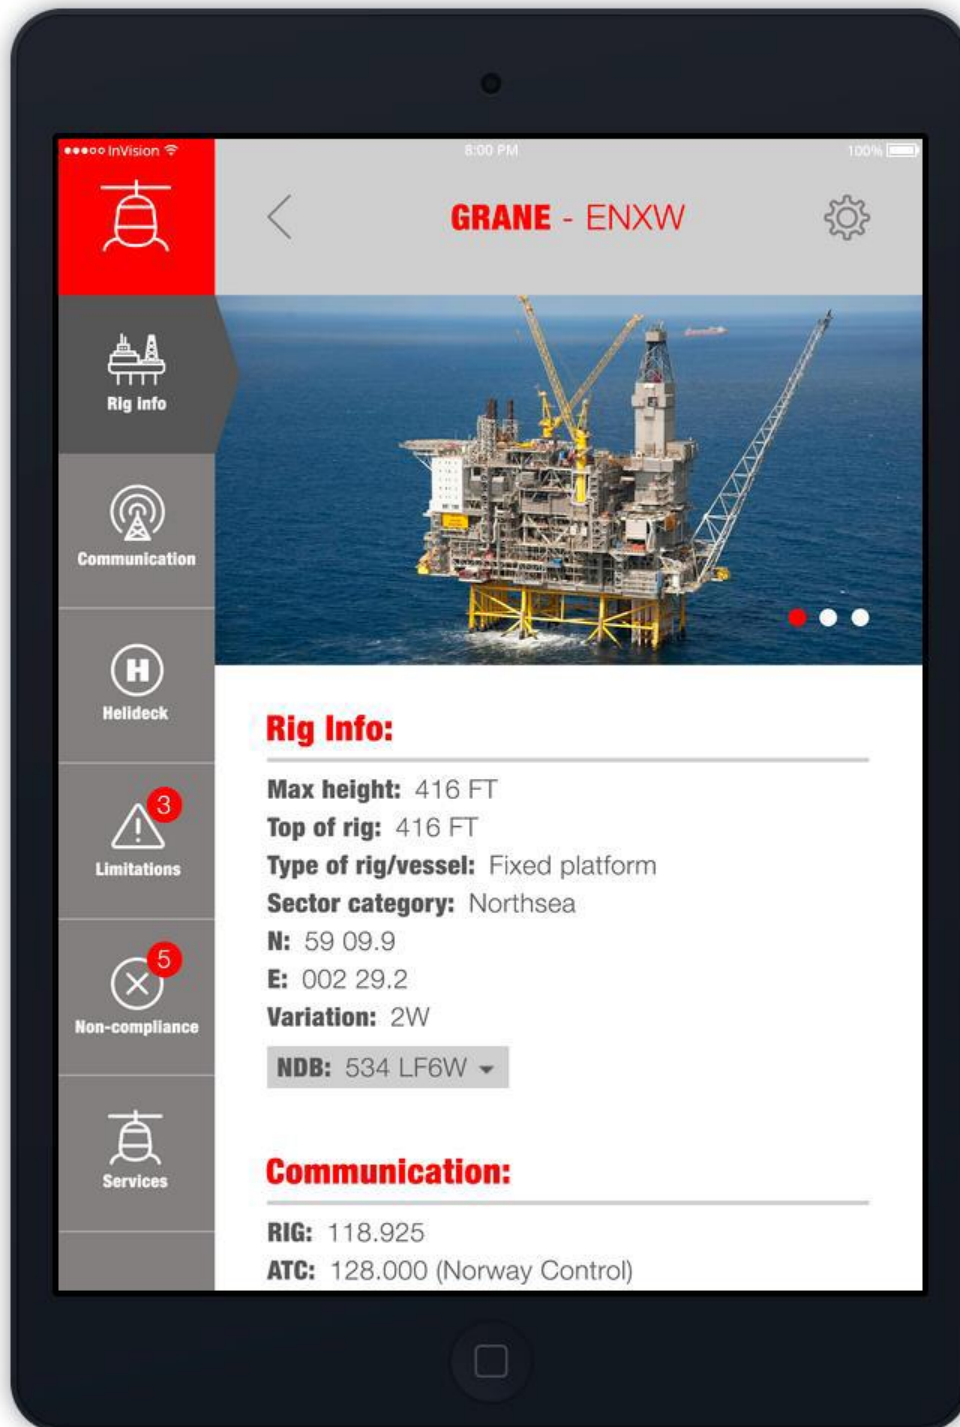 InVision
8:00 PM
100%
GRANE - ENXW
Rig info
Communication
H
Helideck
3
Limitations
5
Non-compliance
Services
Rig Info:
Max height: 416 FT
Top of rig: 416 FT
Type of rig/vessel: Fixed platform
Sector category: Northsea
N: 59 09.9
E: 002 29.2
Variation: 2W
NDB: 534 LF6W
Communication:
RIG: 118.925
ATC: 128.000 (Norway Control)